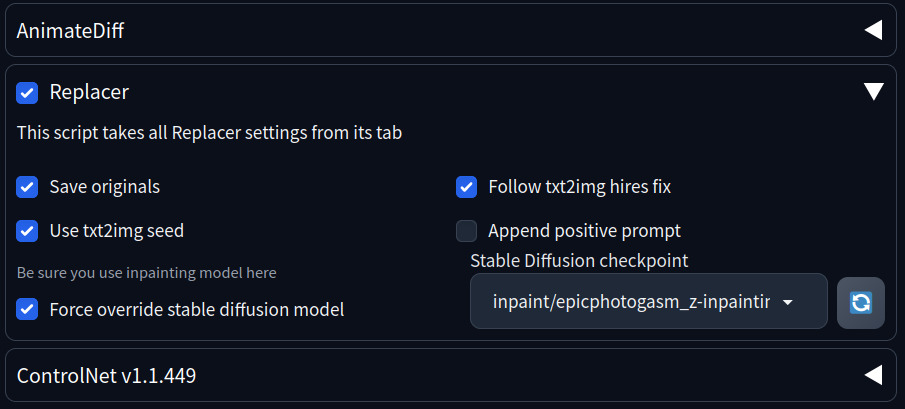 AnimateDiff
Replacer
This script takes all Replacer settings from its tab
Save originals
Follow txt2img hires fix
Use txt2img seed
Append positive prompt
Be sure you use inpainting model here
Stable Diffusion checkpoint
Force override stable diffusion model
inpaint/epicphotogasm_z-inpaintir
ControlNet v1.1.449